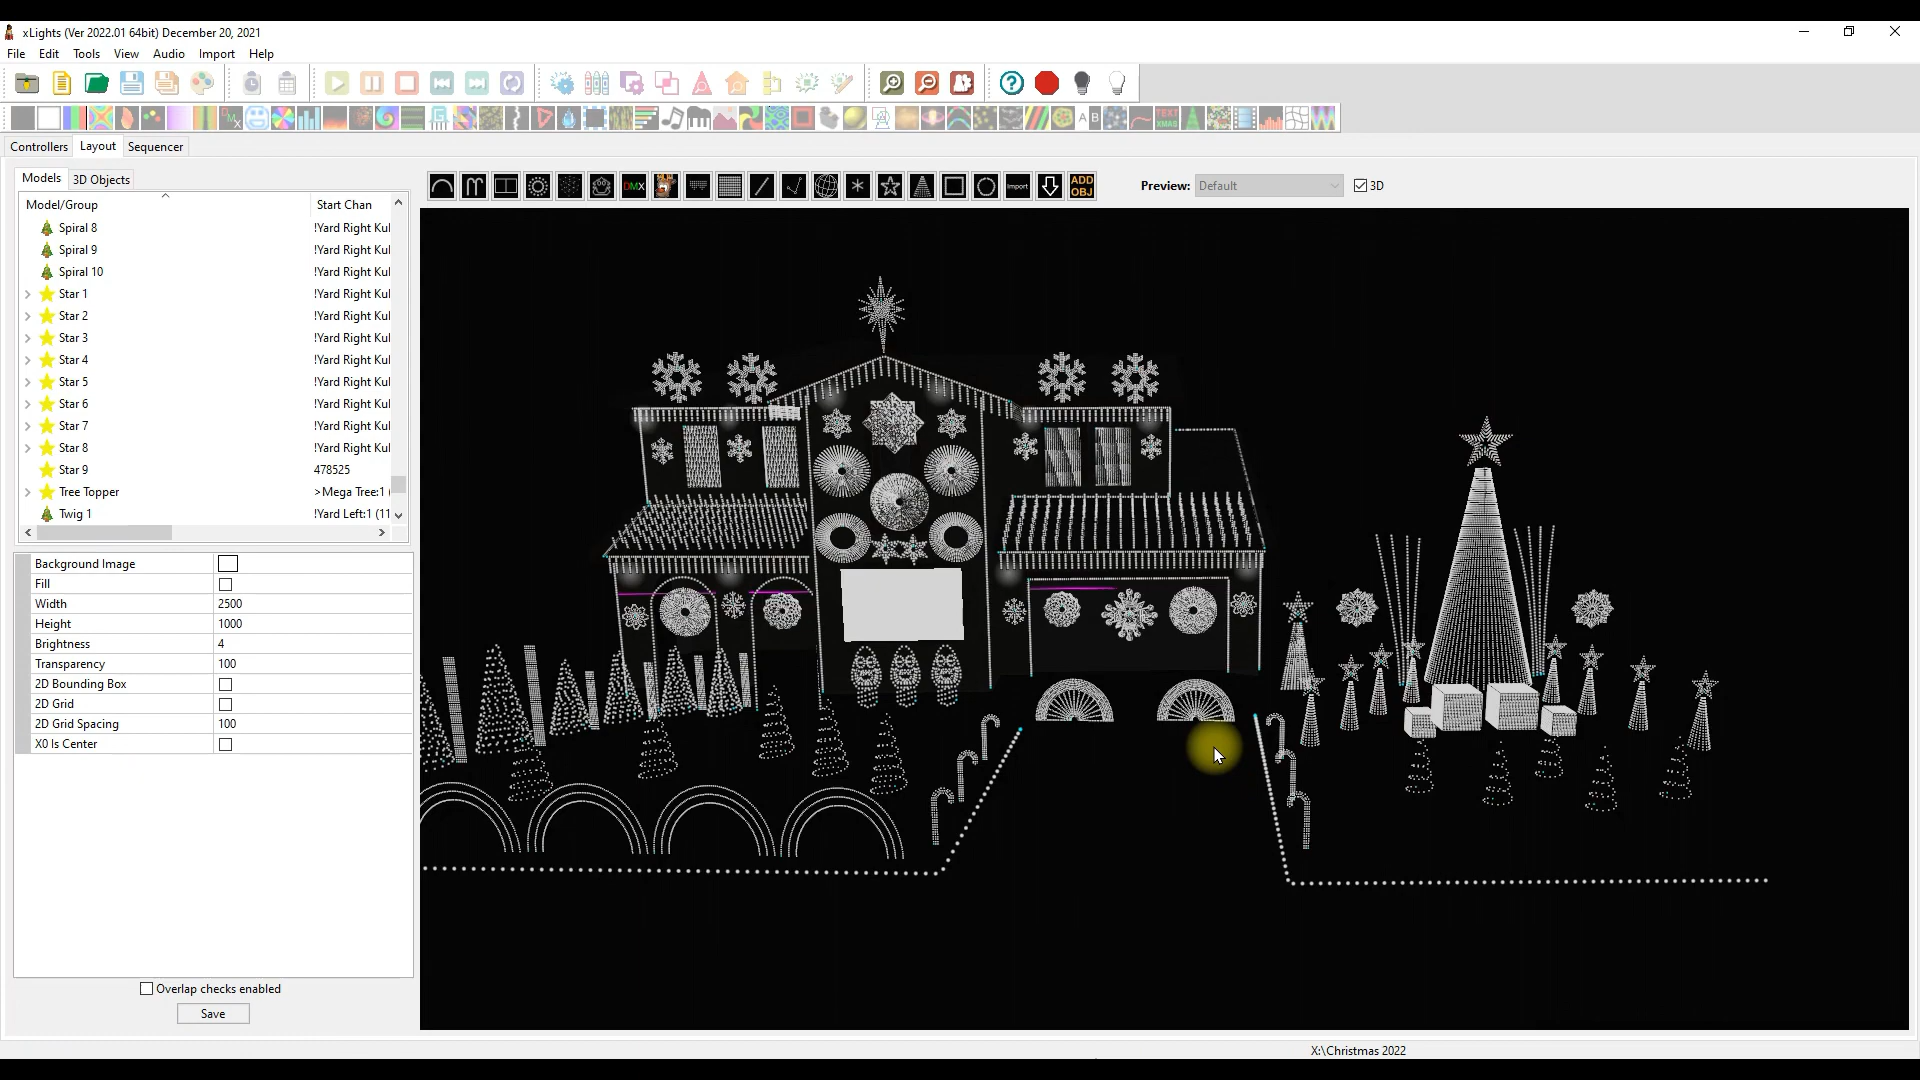 xLights (Ver 2022.01 64bit) December 20, 2021
File Edit Tools View Audio Import Help
Controllers Layout Sequencer
Models 3D Objects
DMX Import ADD OBJ Preview: Default 3D
Model/Group Start Chan
Spiral 8 !Yard Right Kul
Spiral 9 !Yard Right Kul
Spiral 10 !Yard Right Kul
Star 1 !Yard Right Kul
Star 2 !Yard Right Kul
Star 3 !Yard Right Kul
Star 4 !Yard Right Kul
Star 5 !Yard Right Kul
Star 6 !Yard Right Kul
Star 7 !Yard Right Kul
Star 8 !Yard Right Kul
Star 9 478525
Tree Topper >Mega Tree:1 (
Twig 1 !Yard Left:1 (11
Background Image
Fill
Width 2500
Height 1000
Brightness 4
Transparency 100
2D Bounding Box
2D Grid
2D Grid Spacing 100
X0 Is Center
Overlap checks enabled
Save
X:\Christmas 2022